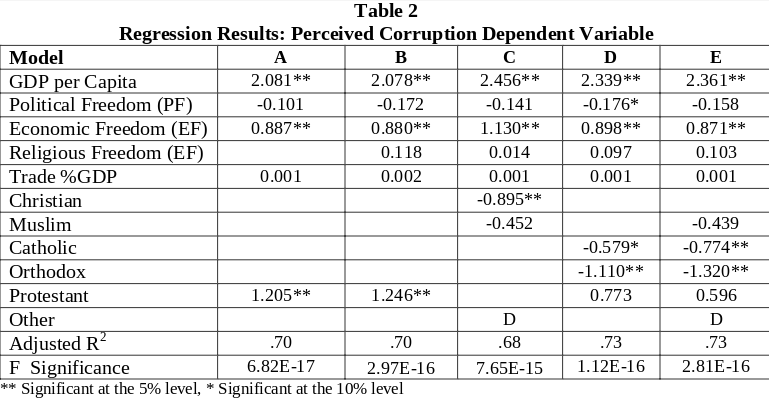 Table 2
Regression Results: Perceived Corruption Dependent Variable
Model A B C D E
GDP per Capita 2.081** 2.078** 2.456** 2.339** 2.361**
Political Freedom (PF) -0.101 -0.172 -0.141 -0.176* -0.158
Economic Freedom (EF) 0.887** 0.880** 1.130** 0.898** 0.871**
Religious Freedom (EF) 0.118 0.014 0.097 0.103
Trade %GDP 0.001 0.002 0.001 0.001 0.001
Christian -0.895**
Muslim -0.452 -0.439
Catholic -0.579* -0.774**
Orthodox -1.110** -1.320**
Protestant 1.205** 1.246** 0.773 0.596
Other D D
Adjusted R2 .70 .70 .68 .73 .73
F Significance 6.82E-17 2.97E-16 7.65E-15 1.12E-16 2.81E-16
** Significant at the 5% level, * Significant at the 10% level